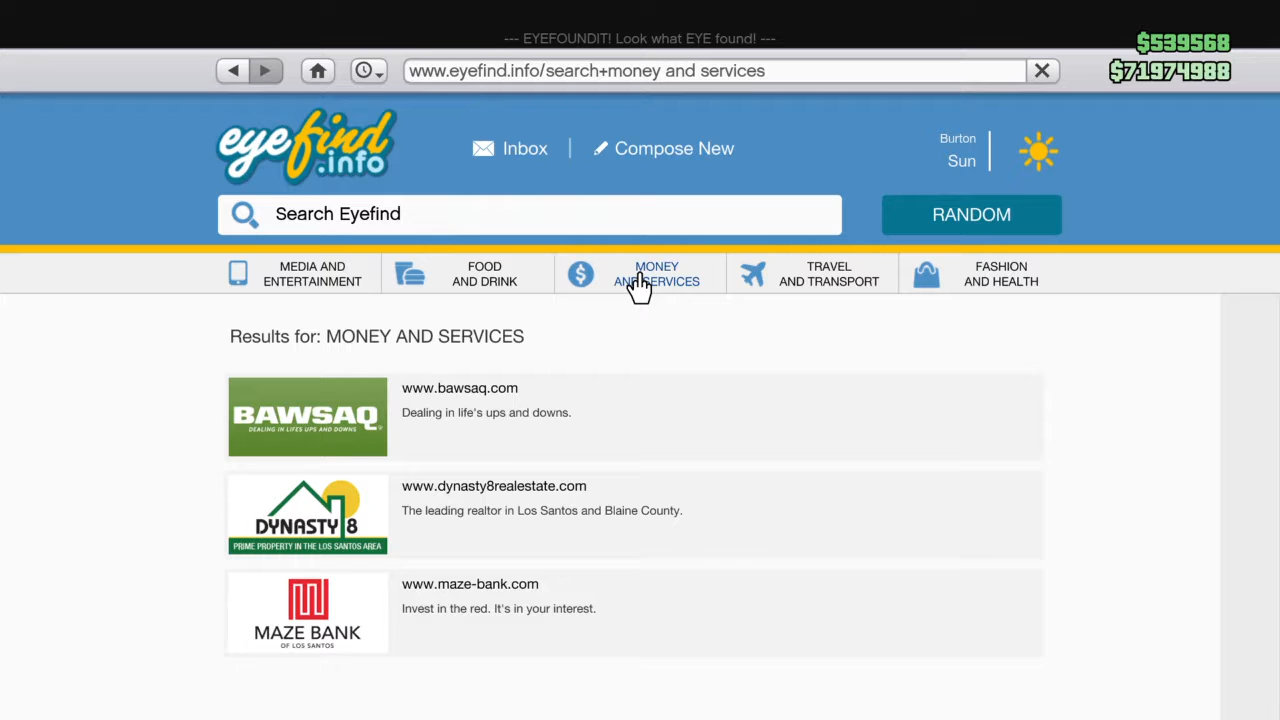 --- EYEFOUNDIT! Look what EYE found! ---
$539568
$71974988
www.eyefind.info/search+money and services
eyefind
.info
Inbox
Compose New
Burton
Sun
Search Eyefind
RANDOM
MEDIA AND
ENTERTAINMENT
FOOD
AND DRINK
MONEY
AND SERVICES
TRAVEL
AND TRANSPORT
FASHION
AND HEALTH
Results for: MONEY AND SERVICES
BAWSAQ
DEALING IN LIFE'S UPS AND DOWNS
www.bawsaq.com
Dealing in life's ups and downs.
DYNASTY 8
PRIME PROPERTY IN THE LOS SANTOS AREA
www.dynasty8realestate.com
The leading realtor in Los Santos and Blaine County.
MAZE BANK
OF LOS SANTOS
www.maze-bank.com
Invest in the red. It's in your interest.